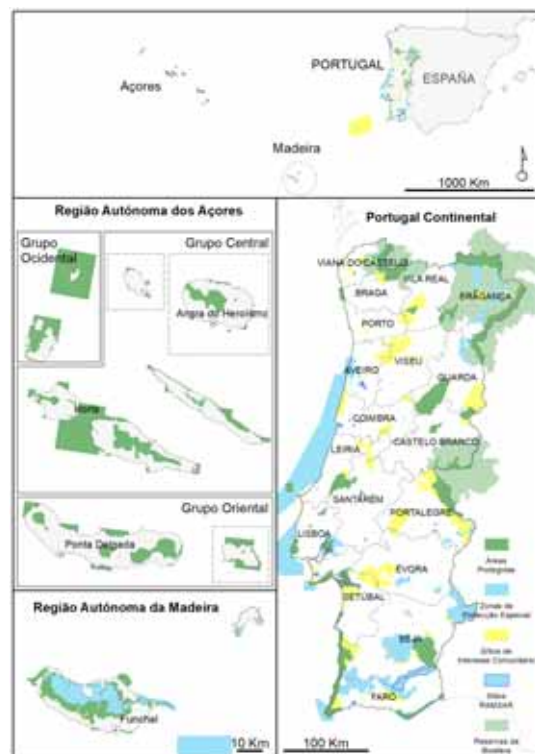 Açores
PORTUGAL
ESPAÑA
Madeira
1000 Km
Região Autónoma dos Açores
Grupo Ocidental
Grupo Central
Angra do Heroísmo
Horta
Grupo Oriental
Ponta Delgada
Região Autónoma da Madeira
Funchal
10 Km
Portugal Continental
VIANA DO CASTELO
VILA REAL
BRAGANÇA
BRAGA
PORTO
VISEU
AVEIRO
GUARDA
COIMBRA
CASTELO BRANCO
LEIRIA
SANTARÉM
PORTALEGRE
LISBOA
ÉVORA
SETÚBAL
BEJA
FARO
100 Km
Áreas
Protegidas
Zonas de
Protecção Especial
Sítios de
Interesse Comunitário
Sítios
RAMSAR
Reservas de
Biosfera